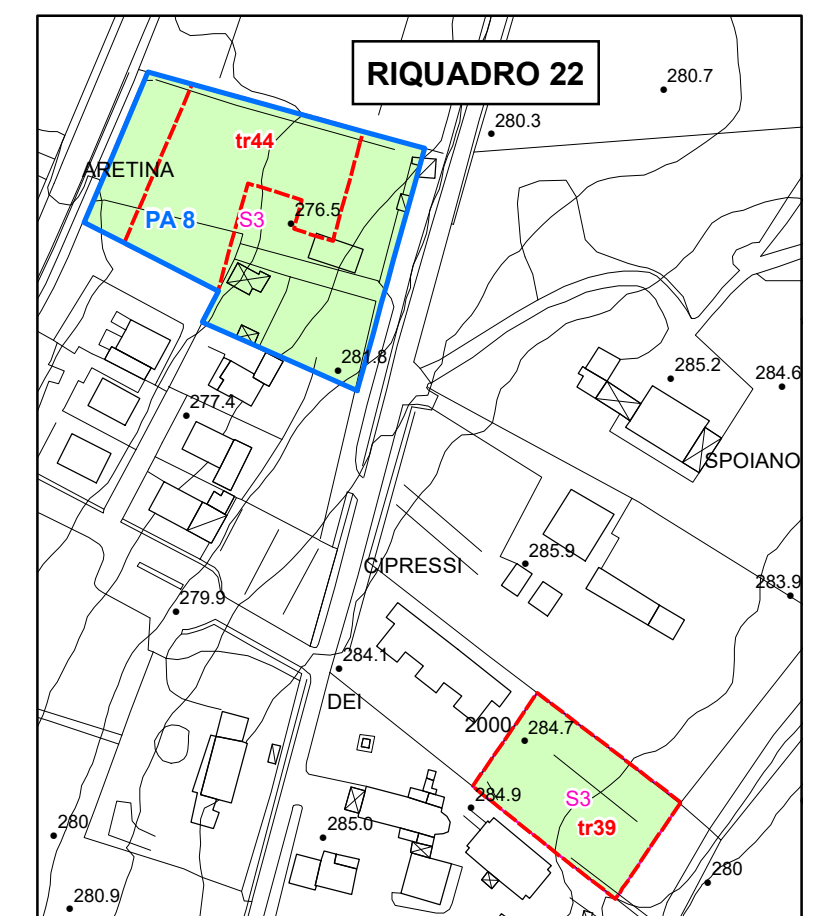 RIQUADRO 22
280.7
280.3
tr44
ARETINA
PA 8
S3
276.5
281.8
285.2
284.6
277.4
SPOIANO
CIPRESSI
285.9
283.9
279.9
284.1
DEI
2000
284.7
S3
284.9
tr39
280
285.0
280
280.9